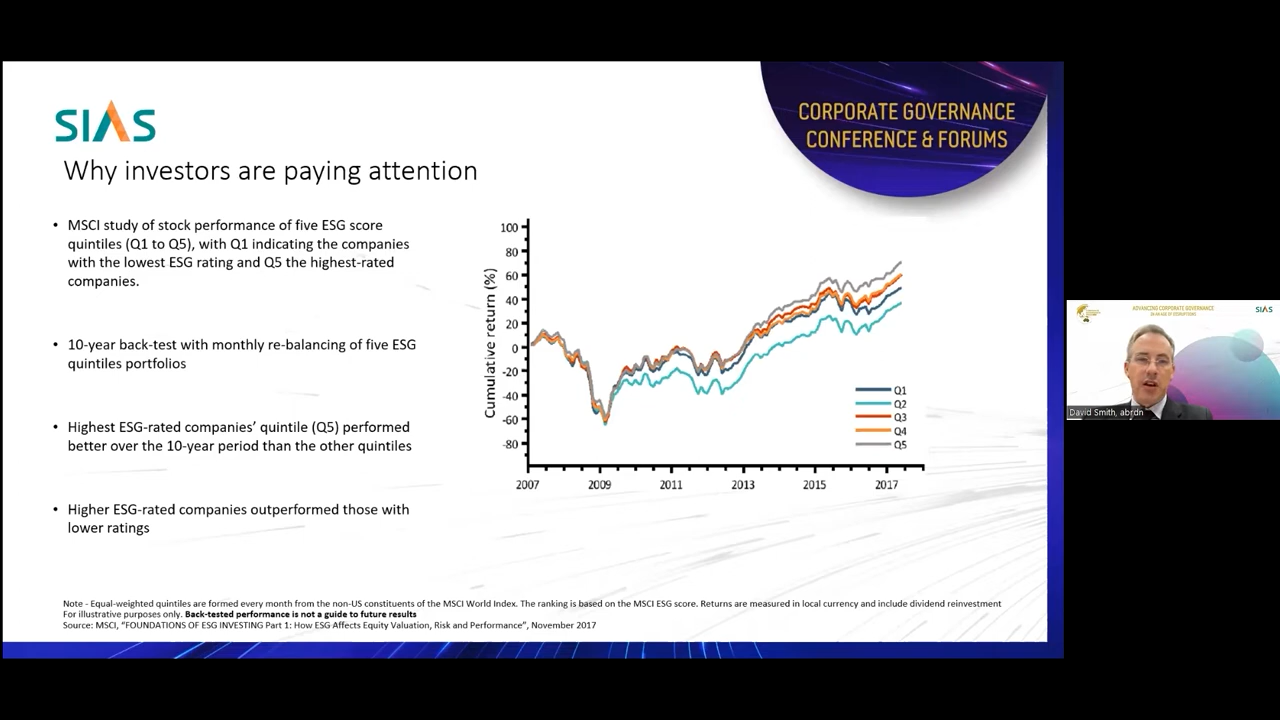 SIAS
CORPORATE GOVERNANCE
CONFERENCE & FORUMS
Why investors are paying attention
• MSCI study of stock performance of five ESG score
quintiles (Q1 to Q5), with Q1 indicating the companies
with the lowest ESG rating and Q5 the highest-rated
companies.
• 10-year back-test with monthly re-balancing of five ESG
quintiles portfolios
• Highest ESG-rated companies’ quintile (Q5) performed
better over the 10-year period than the other quintiles
• Higher ESG-rated companies outperformed those with
lower ratings
Cumulative return (%)
100
80
60
40
20
0
-20
-40
-60
-80
2007 2009 2011 2013 2015 2017
Q1
Q2
Q3
Q4
Q5
Note - Equal-weighted quintiles are formed every month from the non-US constituents of the MSCI World Index. The ranking is based on the MSCI ESG score. Returns are measured in local currency and include dividend reinvestment
For illustrative purposes only. Back-tested performance is not a guide to future results
Source: MSCI, “FOUNDATIONS OF ESG INVESTING Part 1: How ESG Affects Equity Valuation, Risk and Performance”, November 2017
ADVANCING CORPORATE GOVERNANCE
IN AN AGE OF DISRUPTIONS
SIAS
David Smith, abrdn